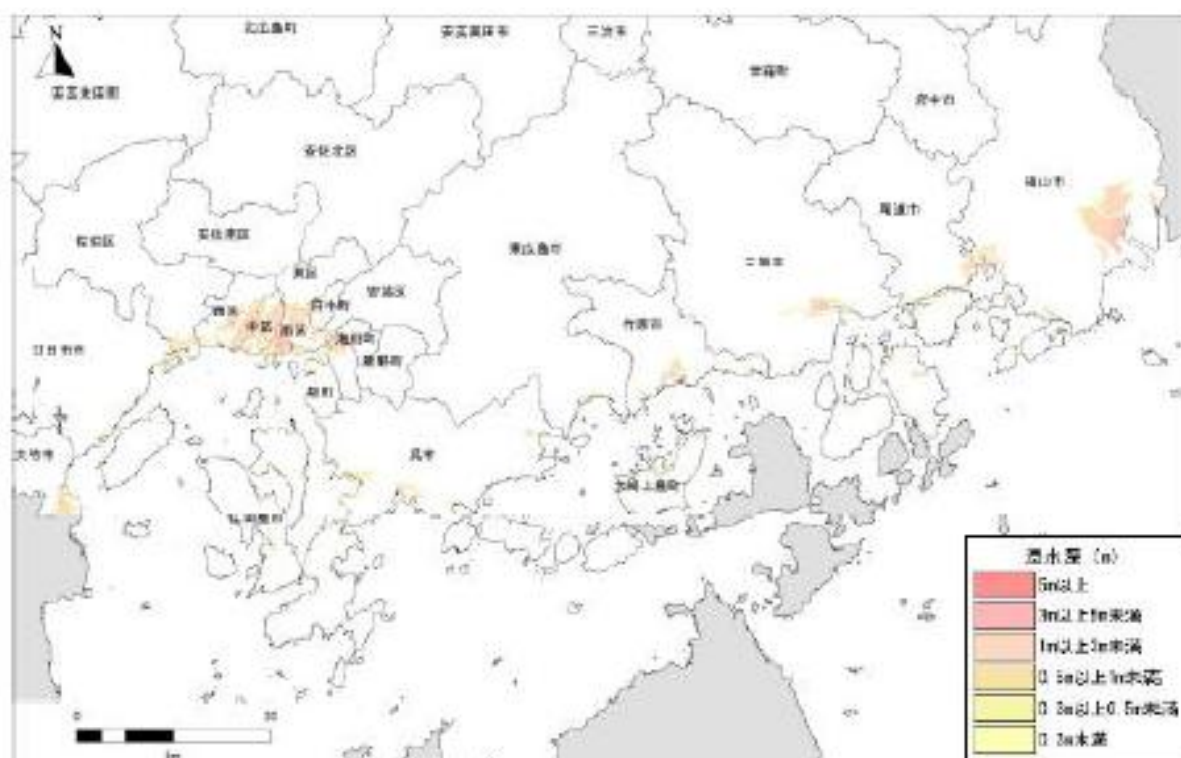 北広島町
安芸高田市
三次市
N
世羅町
府中市
安芸太田町
安佐北区
福山市
尾道市
佐伯区
安佐南区
東広島市
三原市
東区
安芸区
府中町
西区
中区
南区
竹原市
海田町
廿日市市
熊野町
坂町
呉市
大竹市
大崎上島町
江田島市
浸水深 (m)
5m以上
3m以上5m未満
1m以上3m未満
0.5m以上1m未満
0.3m以上0.5m未満
0.3m未満
0
km